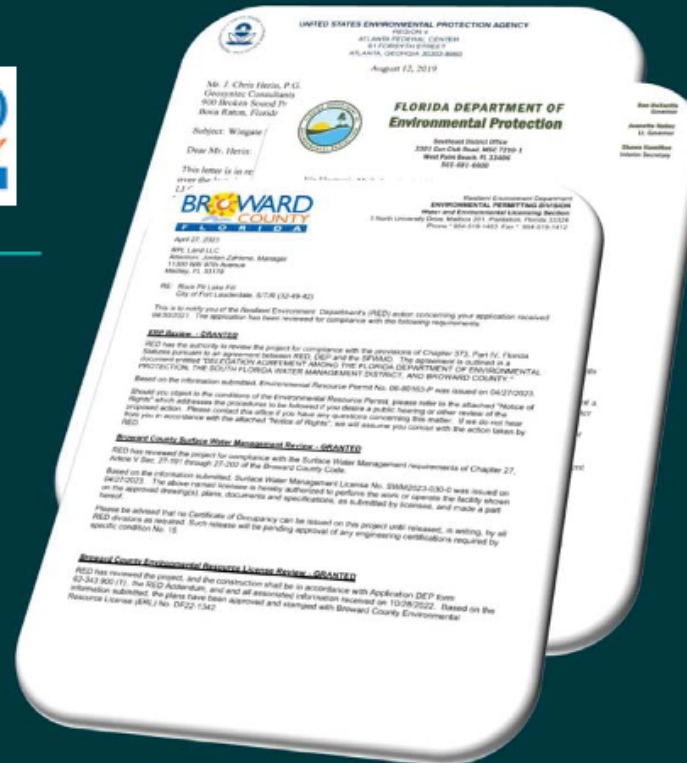 UNITED STATES ENVIRONMENTAL PROTECTION AGENCY
REGION 4
ATLANTA FEDERAL CENTER
61 FORSYTH STREET
ATLANTA, GEORGIA 30303-8960
August 12, 2019
Mr. J. Chris Herin, P.G.
Geosyntec Consultants
900 Broken Sound P
Boca Raton, Florida
Subject: Wingate
Dear Mr. Herin
This letter is in re
over the
FLORIDA DEPARTMENT OF
Environmental Protection
Southeast District Office
3301 Gun Club Road, MSC 7210-1
West Palm Beach, FL 33406
561-681-6600
Ron DeSantis
Governor
Jeanette Nuñez
Lt. Governor
Shawn Hamilton
Interim Secretary
BROWARD
COUNTY
FLORIDA
Resilient Environment Department
ENVIRONMENTAL PERMITTING DIVISION
Water and Environmental Licensing Section
1 North University Drive, Mailbox 201, Plantation, Florida 33324
April 27, 2023
Attention: Jordan
Medley, FL 33178
RE: Rock Pit Lake Fill
City of Fort Lauderdale, S/T/R (32-49-42)
This is to notify you of the Resilient Environment Department's (RED) action concerning your application received
The application has been reviewed for compliance with the following requirements:
ERP Review - GRANTED
RED has the authority to review the project for compliance with the provisions of Chapter 373, Part IV, Florida
Statutes pursuant to an agreement between RED, DEP and the SFWMD. The agreement is outlined in a
document entitled "DELEGATION AGREEMENT AMONG THE FLORIDA DEPARTMENT OF ENVIRONMENTAL
PROTECTION, THE SOUTH FLORIDA WATER MANAGEMENT DISTRICT, AND BROWARD COUNTY."
Based on the information submitted, Environmental Resource Permit No. 06-80163-P was issued on 04/27/2023.
Should you object to the conditions of the Environmental Resource Permit, please refer to the attached "Notice of
Rights" which addresses the procedures to be followed if you desire a public hearing or other review of the
proposed action. Please contact this office if you have any questions concerning this matter. If we do not hear
from you in accordance with the attached "Notice of Rights", we will assume you concur with the action taken by
RED.
Broward County Surface Water Management Review - GRANTED
RED has reviewed the project for compliance with the Surface Water Management requirements of Chapter 27,
Article V Sec. 27-191 through 27-202 of the Broward County Code.
Based on the information submitted, Surface Water Management License No. SWM2023-030-0 was issued on
04/27/2023. The above named licensee is hereby authorized to perform the work or operate the facility shown
on the approved drawing(s), plans, documents and specifications, as submitted by licensee, and made a part
hereof.
Please be advised that no Certificate of Occupancy can be issued on this project until released, in writing, by all
RED divisions as required. Such release will be pending approval of any engineering certifications required by
specific condition No. 15.
Broward County Environmental Resource License Review - GRANTED
RED has reviewed the project, and the construction shall be in accordance with Application DEP form
62-343.900 (1), the RED Addendum, and and all associated information received on 10/28/2022. Based on the
information submitted, the plans have been approved and stamped with Broward County Environmental
Resource License (ERL) No. DF22-1342.